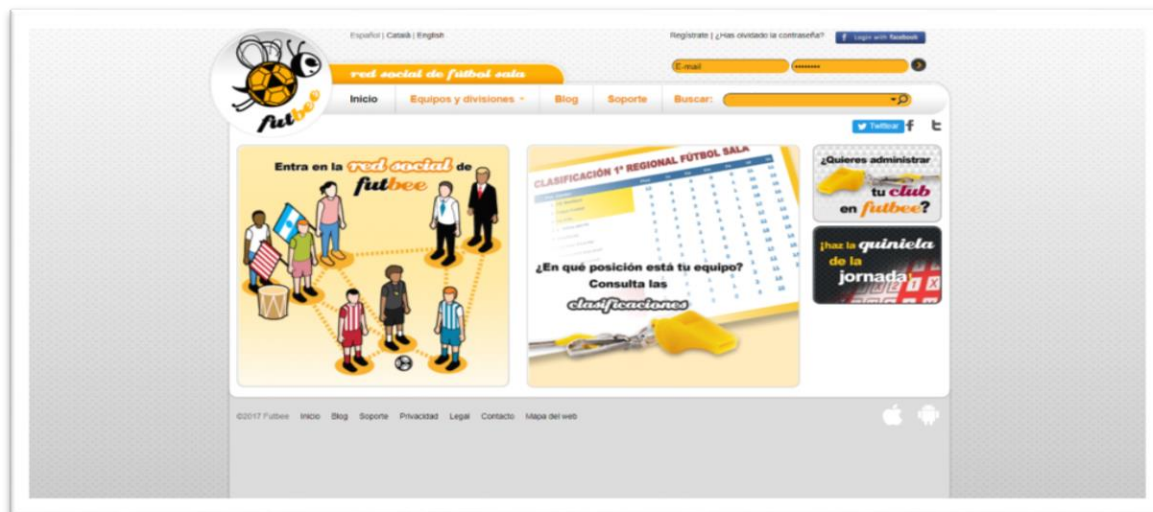 Español | Català | English
Regístrate | ¿Has olvidado la contraseña?
Login with facebook
red social de fútbol sala
E-mail
futbee
Inicio
Equipos y divisiones
Blog
Soporte
Buscar:
Twittear
Entra en la red social de
futbee
CLASIFICACIÓN 1ª REGIONAL FÚTBOL SALA
¿En qué posición está tu equipo?
Consulta las
clasificaciones
¿Quieres administrar
tu club
en futbee?
¡haz la quiniela
de la
jornada!
1 X
©2017 Futbee Inicio Blog Soporte Privacidad Legal Contacto Mapa del web